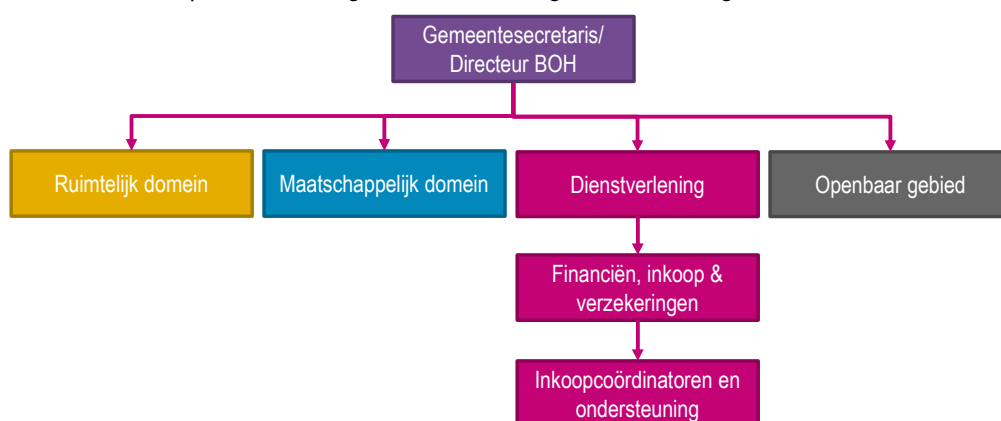 Gemeentesecretaris/
Directeur BOH
Ruimtelijk domein
Maatschappelijk domein
Dienstverlening
Openbaar gebied
Financiën, inkoop &
verzekeringen
Inkoopcoördinatoren en
ondersteuning